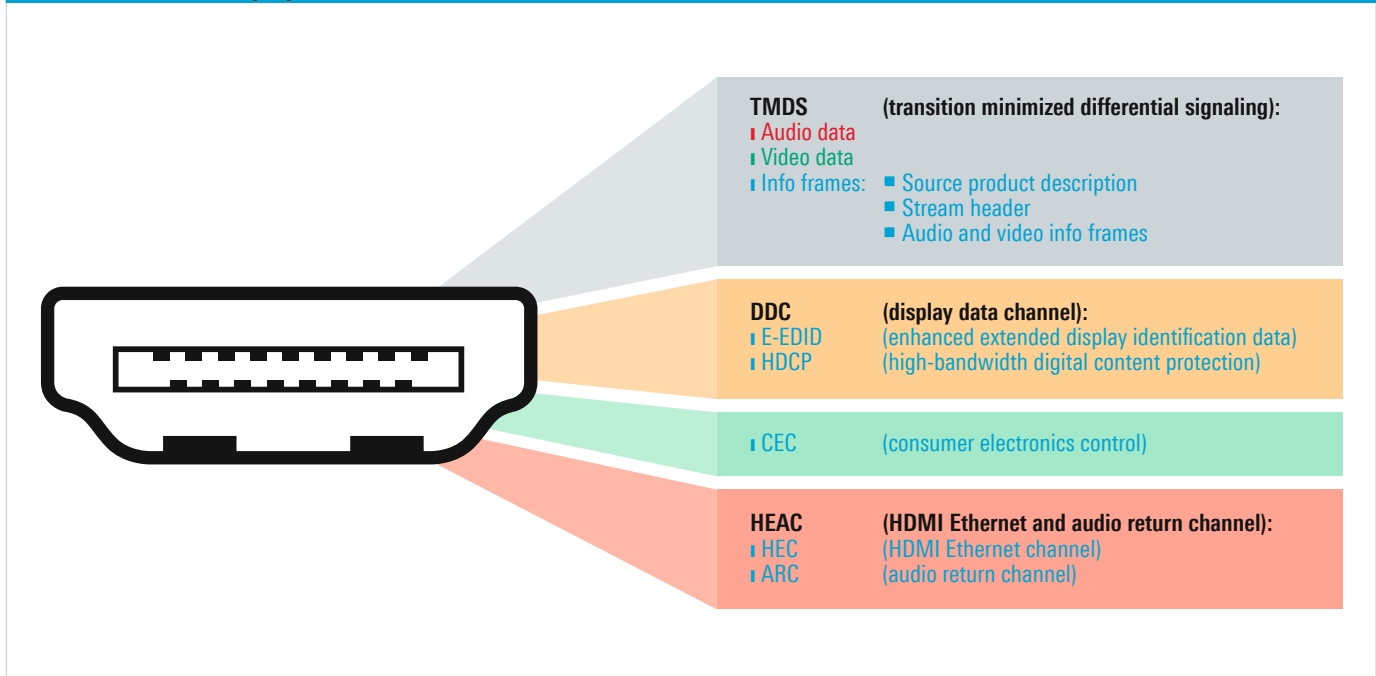 TMDS (transition minimized differential signaling):
Audio data
Video data
Info frames: ■ Source product description
■ Stream header
■ Audio and video info frames
DDC (display data channel):
E-EDID (enhanced extended display identification data)
HDCP (high-bandwidth digital content protection)
CEC (consumer electronics control)
HEAC (HDMI Ethernet and audio return channel):
HEC (HDMI Ethernet channel)
ARC (audio return channel)